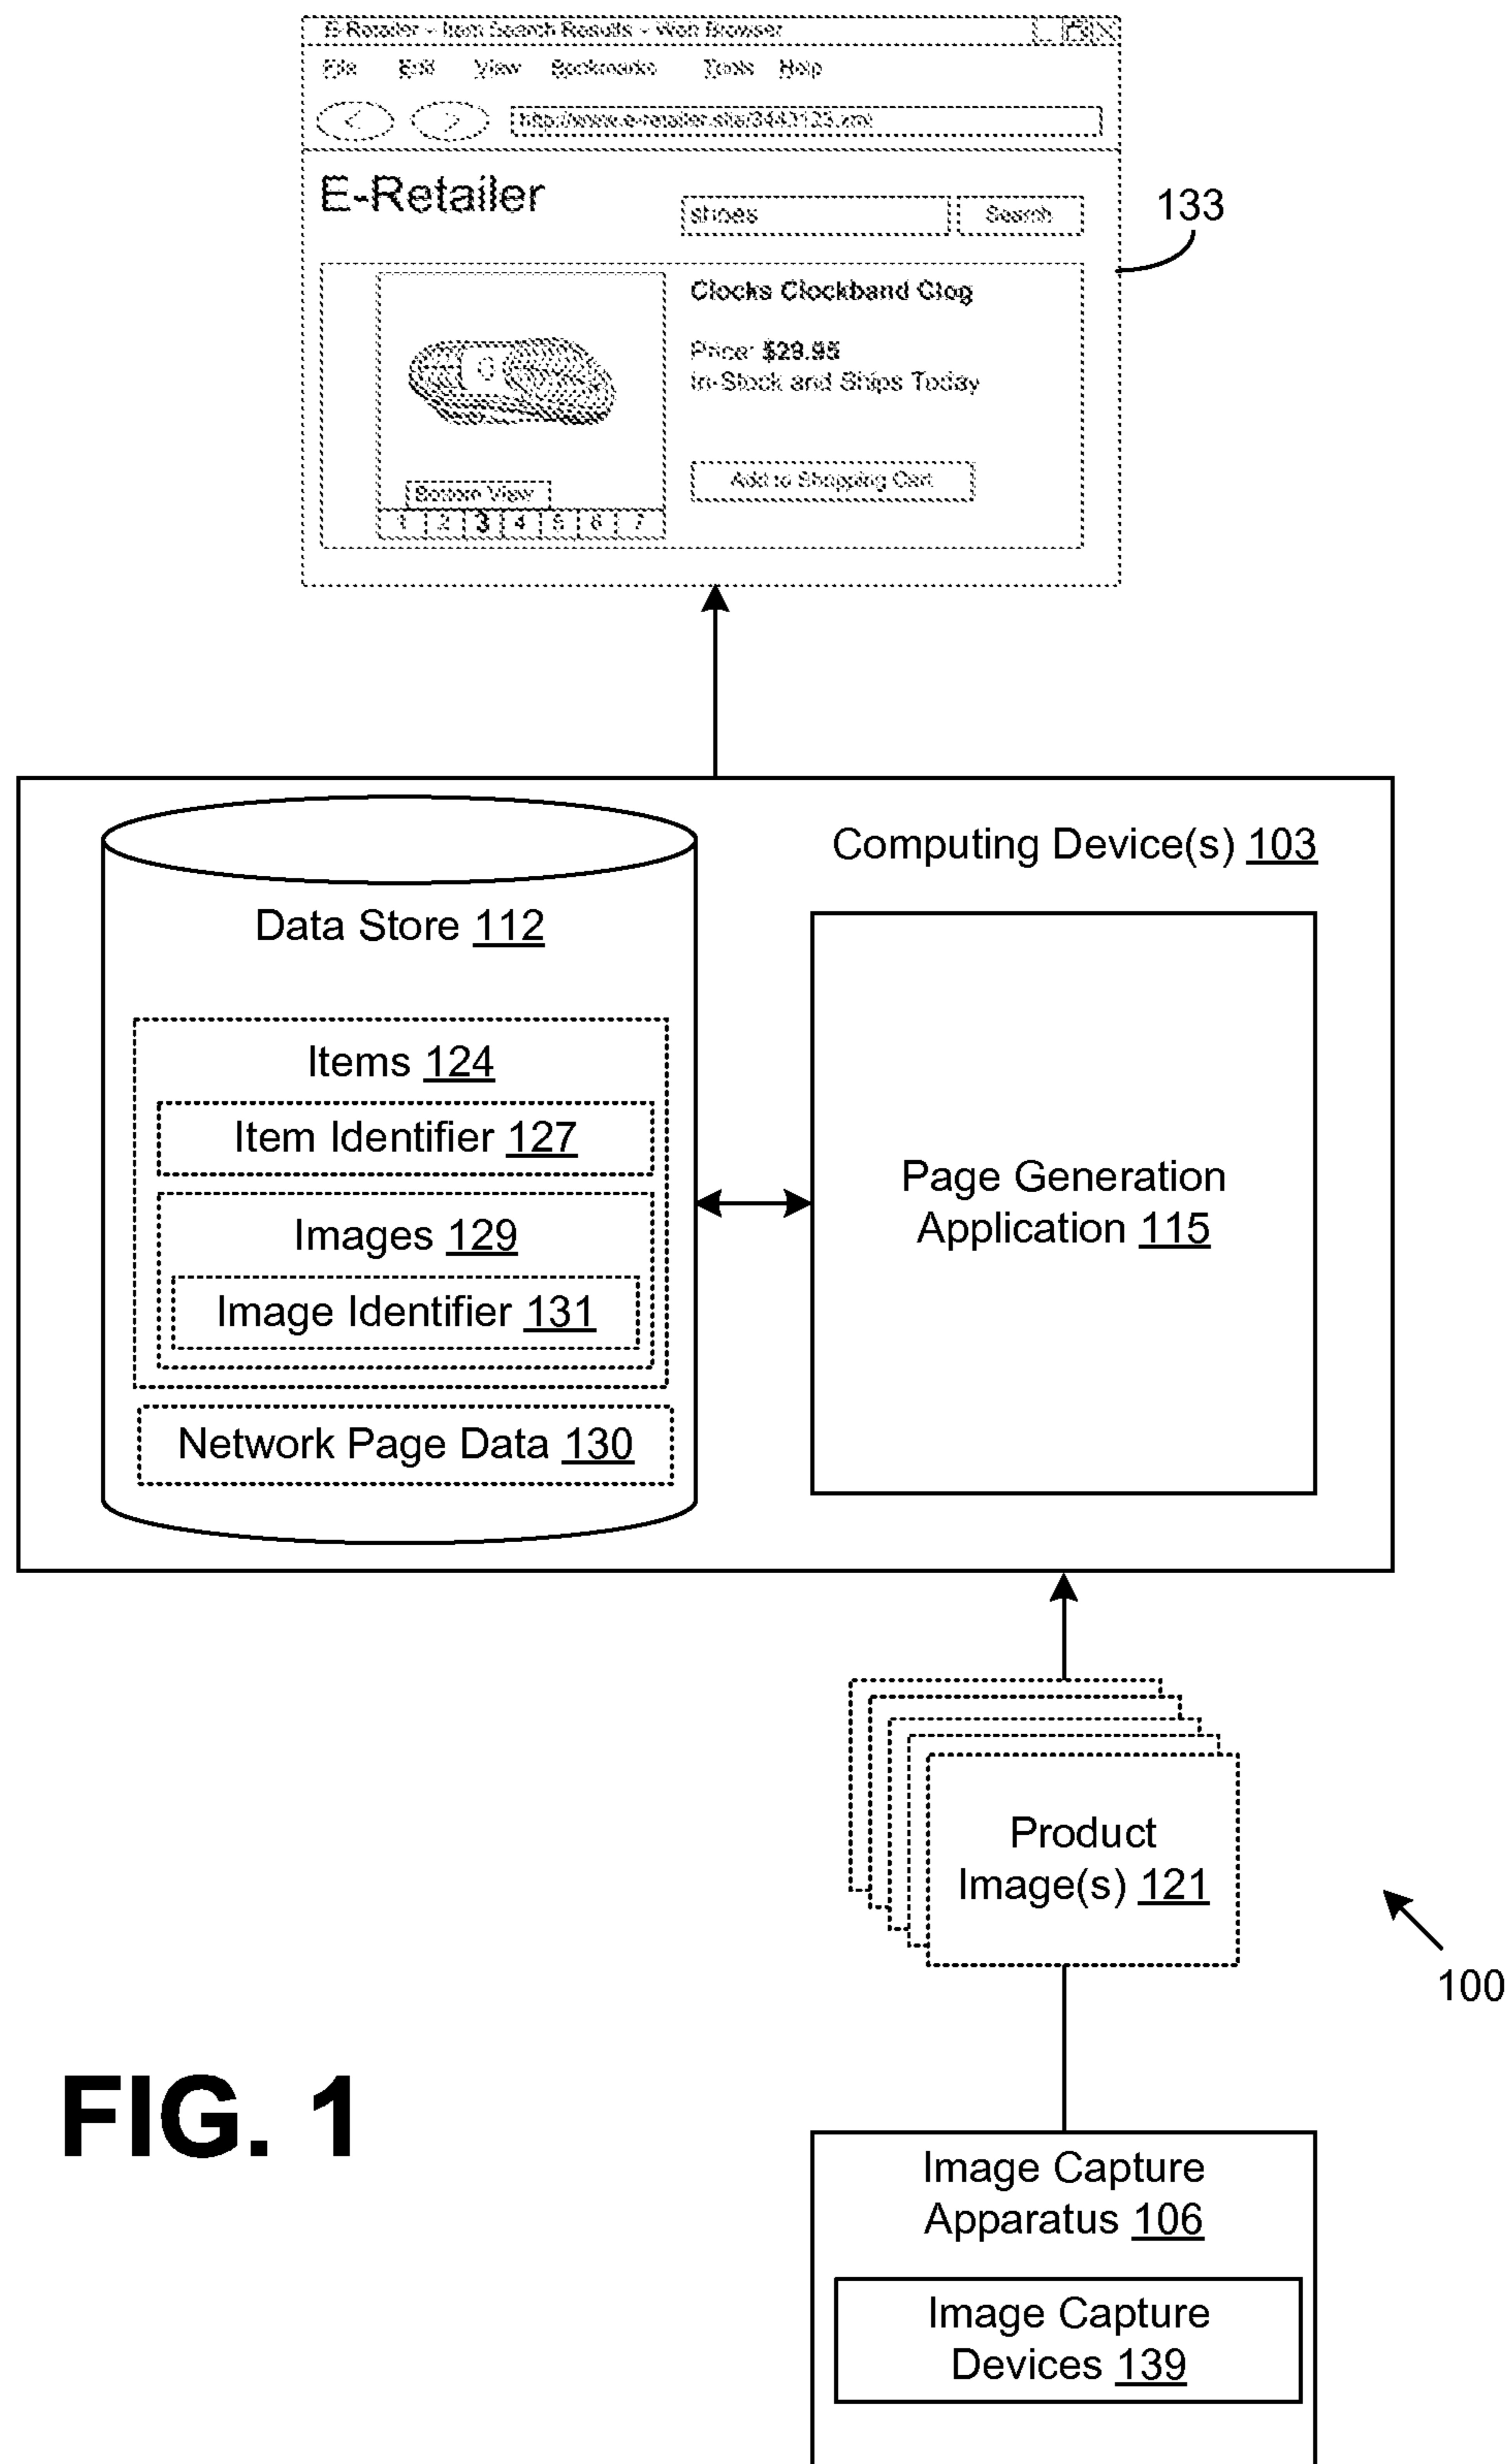 E-Retailer - Item Search Results - Web Browser
File Edit View Bookmarks Tools Help
< >
E-Retailer
shoes Search
133
Clocks Clockband Clog
Price: $29.95
In-Stock and Ships Today
Add to Shopping Cart
Bottom View
1 2 3 4 5 6 7
Computing Device(s) 103
Data Store 112
Items 124
Item Identifier 127
Images 129
Image Identifier 131
Network Page Data 130
Page Generation
Application 115
Product
Image(s) 121
100
FIG. 1
Image Capture
Apparatus 106
Image Capture
Devices 139